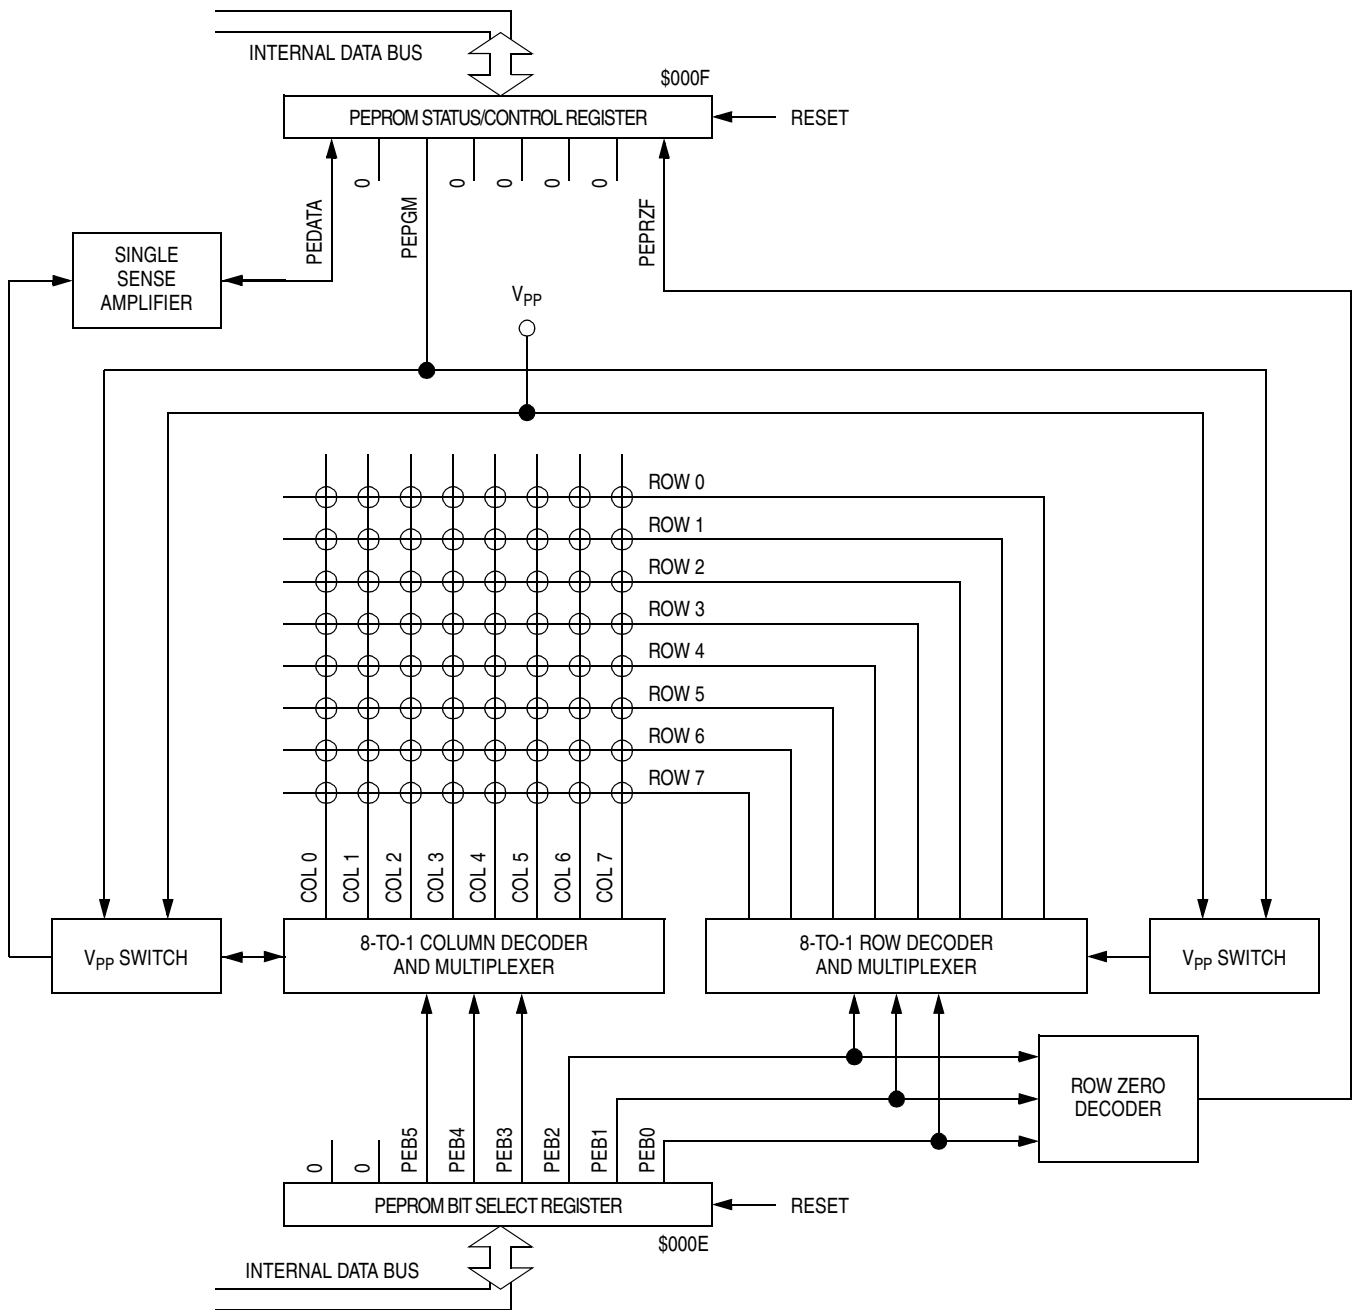 INTERNAL DATA BUS
$000F
PEPROM STATUS/CONTROL REGISTER
RESET
PEDATA
0
PEPGM
0
0
0
0
PEPRZF
SINGLE
SENSE
AMPLIFIER
VPP
ROW 0
ROW 1
ROW 2
ROW 3
ROW 4
ROW 5
ROW 6
ROW 7
COL 0
COL 1
COL 2
COL 3
COL 4
COL 5
COL 6
COL 7
VPP SWITCH
8-TO-1 COLUMN DECODER
AND MULTIPLEXER
8-TO-1 ROW DECODER
AND MULTIPLEXER
VPP SWITCH
ROW ZERO
DECODER
0
0
PEB5
PEB4
PEB3
PEB2
PEB1
PEB0
PEPROM BIT SELECT REGISTER
RESET
$000E
INTERNAL DATA BUS